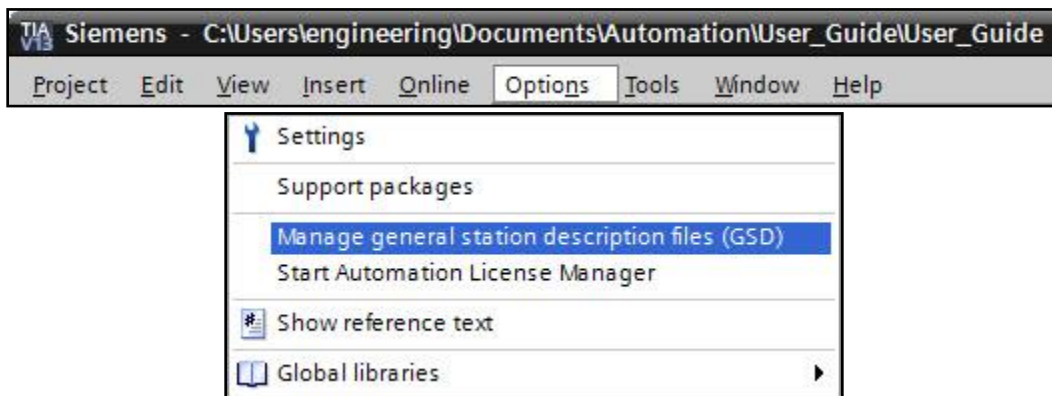 TIA V13 Siemens - C:\Users\engineering\Documents\Automation\User_Guide\User_Guide
Project Edit View Insert Online Options Tools Window Help
Settings
Support packages
Manage general station description files (GSD)
Start Automation License Manager
Show reference text
Global libraries